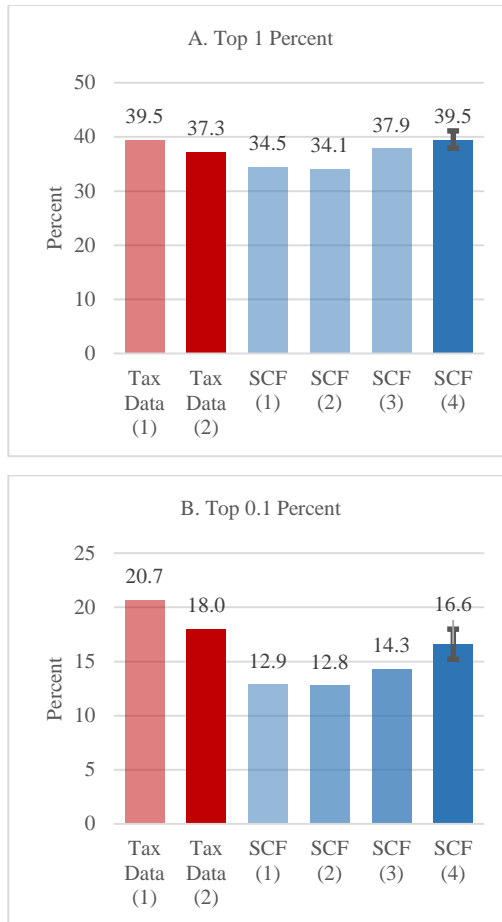 A. Top 1 Percent
50
40
30
20
10
0
Percent
39.5
37.3
34.5
34.1
37.9
39.5
Tax Data (1)
Tax Data (2)
SCF (1)
SCF (2)
SCF (3)
SCF (4)
B. Top 0.1 Percent
25
20
15
10
5
0
Percent
20.7
18.0
12.9
12.8
14.3
16.6
Tax Data (1)
Tax Data (2)
SCF (1)
SCF (2)
SCF (3)
SCF (4)